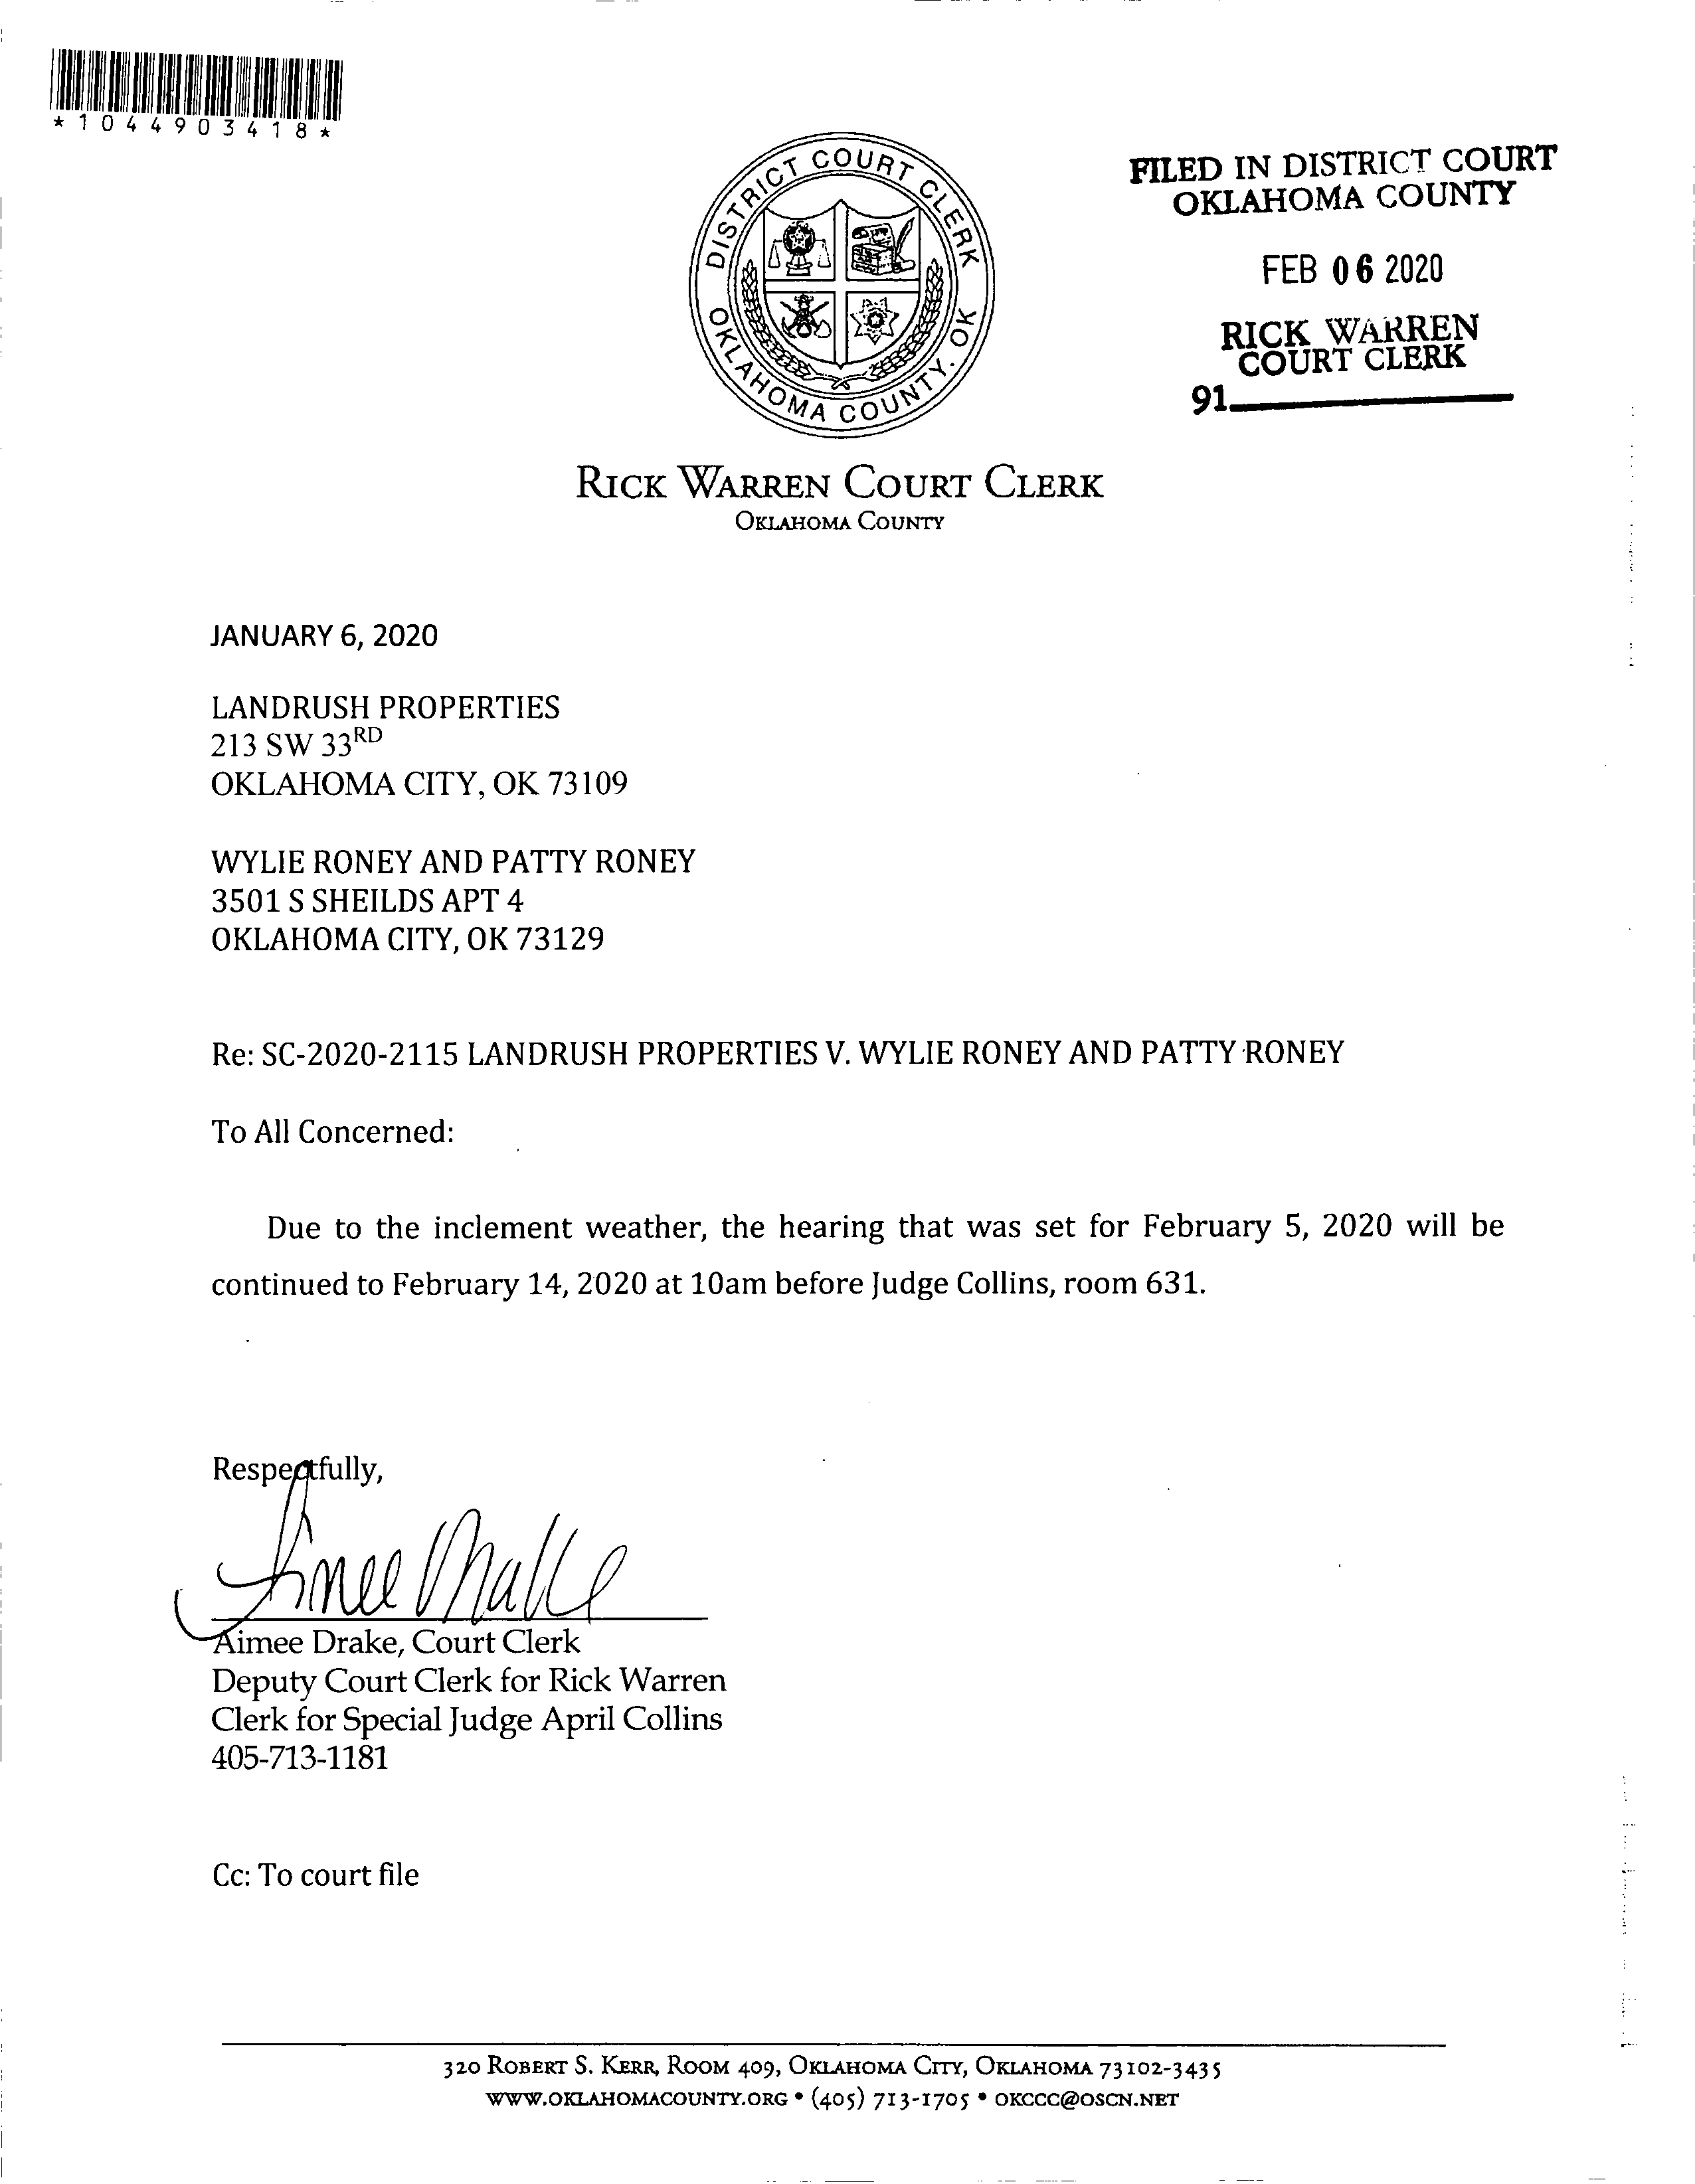 *1044903418*
DISTRICT COURT CLERK
OKLAHOMA COUNTY, OK
FILED IN DISTRICT COURT
OKLAHOMA COUNTY
FEB 06 2020
RICK WARREN
COURT CLERK
91
RICK WARREN COURT CLERK
OKLAHOMA COUNTY
JANUARY 6, 2020
LANDRUSH PROPERTIES
213 SW 33RD
OKLAHOMA CITY, OK 73109
WYLIE RONEY AND PATTY RONEY
3501 S SHEILDS APT 4
OKLAHOMA CITY, OK 73129
Re: SC-2020-2115 LANDRUSH PROPERTIES V. WYLIE RONEY AND PATTY RONEY
To All Concerned:
Due to the inclement weather, the hearing that was set for February 5, 2020 will be
continued to February 14, 2020 at 10am before Judge Collins, room 631.
Respectfully,
Aimee
Aimee Drake, Court Clerk
Deputy Court Clerk for Rick Warren
Clerk for Special Judge April Collins
405-713-1181
Cc: To court file
320 ROBERT S. KERR, ROOM 409, OKLAHOMA CITY, OKLAHOMA 73102-3435
WWW.OKLAHOMACOUNTY.ORG • (405) 713-1705 • OKCCC@OSCN.NET